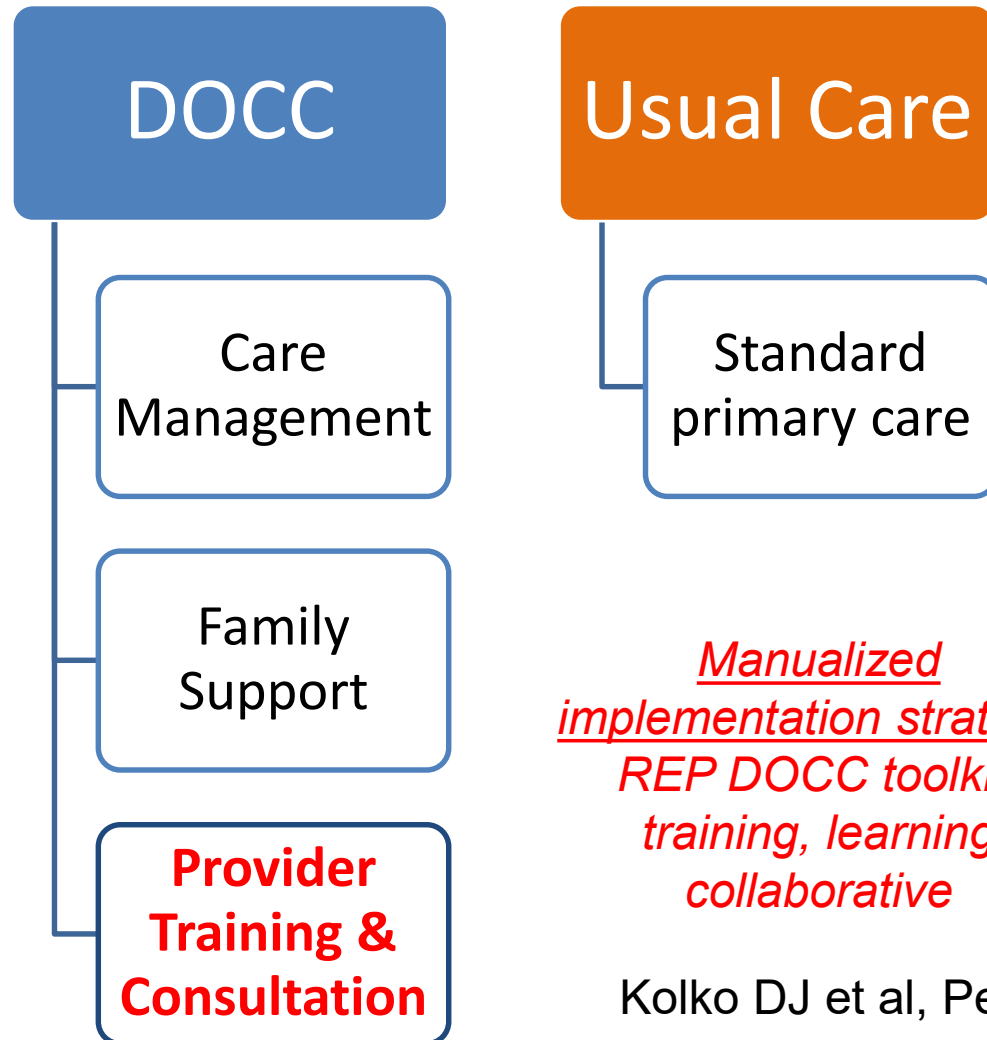 DOCC
Care
Management
Family
Support
Provider
Training &
Consultation
Usual Care
Standard
primary care
Manualized
implementation
REP DOCC
training,
collaborative
Kolko DJ et al,